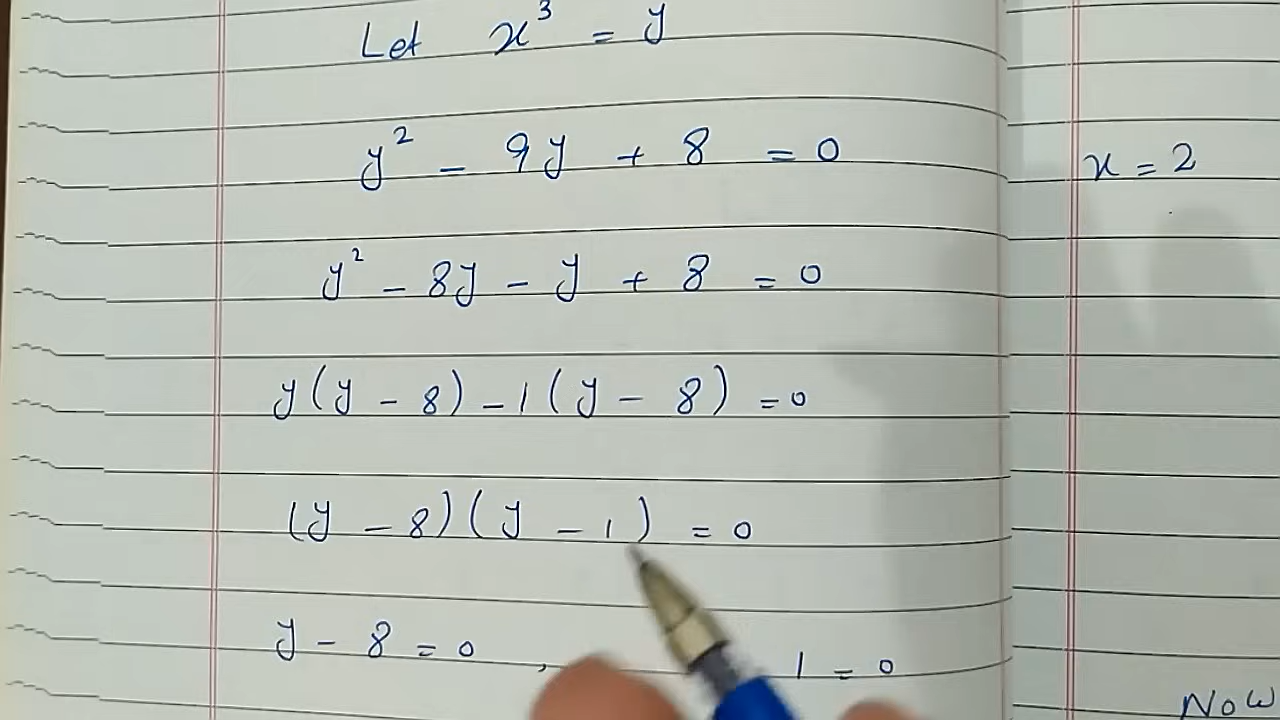 Let x³ = y
y² - 9y + 8 = 0
y² - 8y - y + 8 = 0
y(y - 8) - 1(y - 8) = 0
(y - 8)(y - 1) = 0
y - 8 = 0 , 1 = 0
x = 2
Now